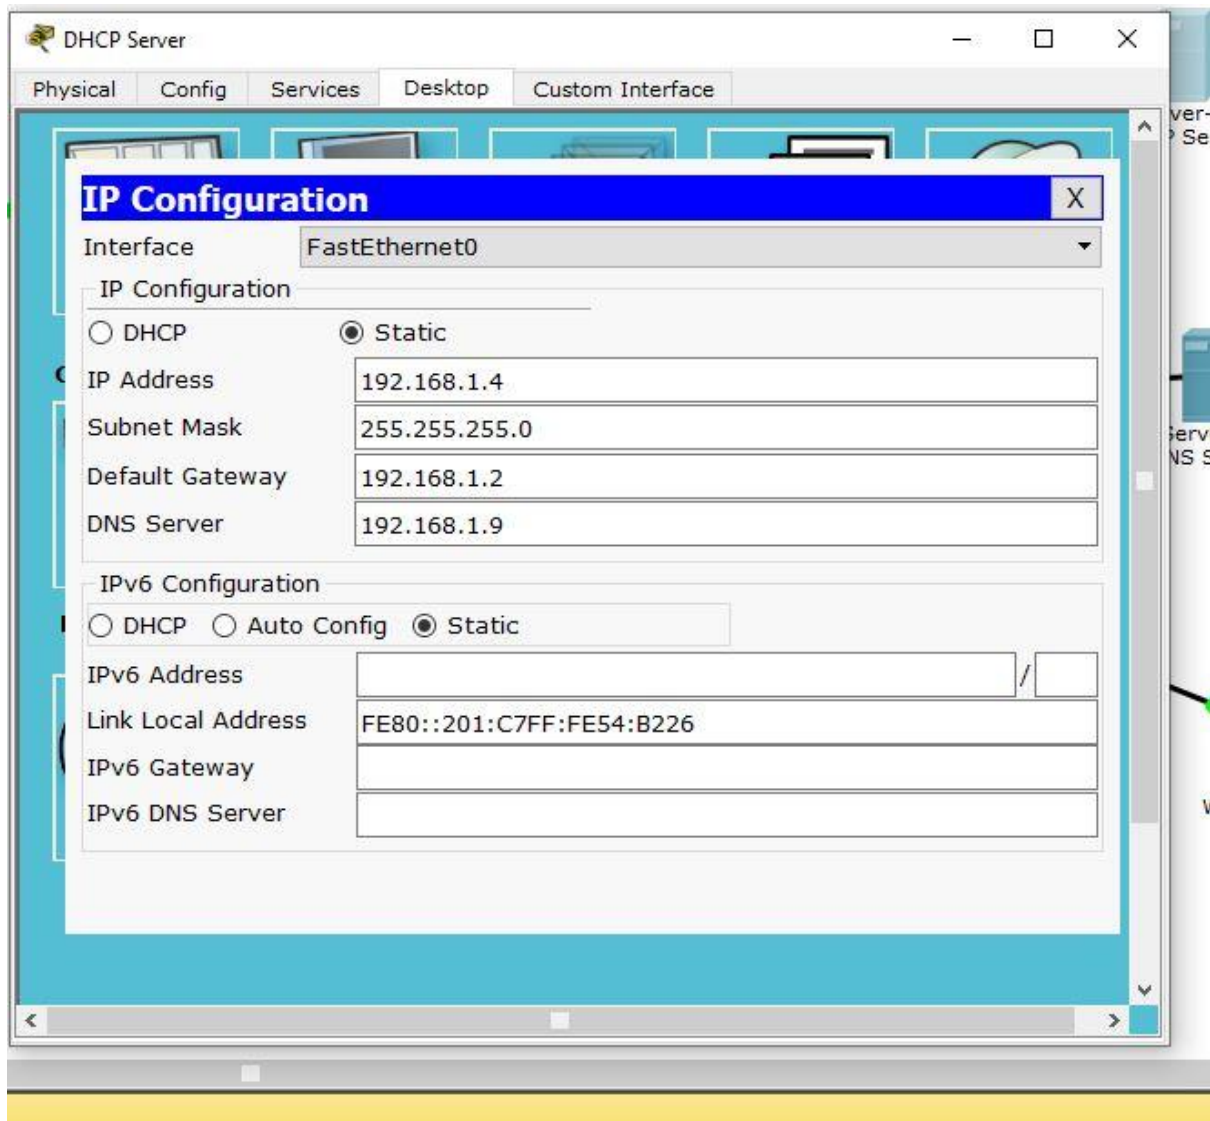 DHCP Server
Physical Config Services Desktop Custom Interface
IP Configuration X
Interface FastEthernet0
IP Configuration
DHCP Static
IP Address 192.168.1.4
Subnet Mask 255.255.255.0
Default Gateway 192.168.1.2
DNS Server 192.168.1.9
IPv6 Configuration
DHCP Auto Config Static
IPv6 Address /
Link Local Address FE80::201:C7FF:FE54:B226
IPv6 Gateway
IPv6 DNS Server